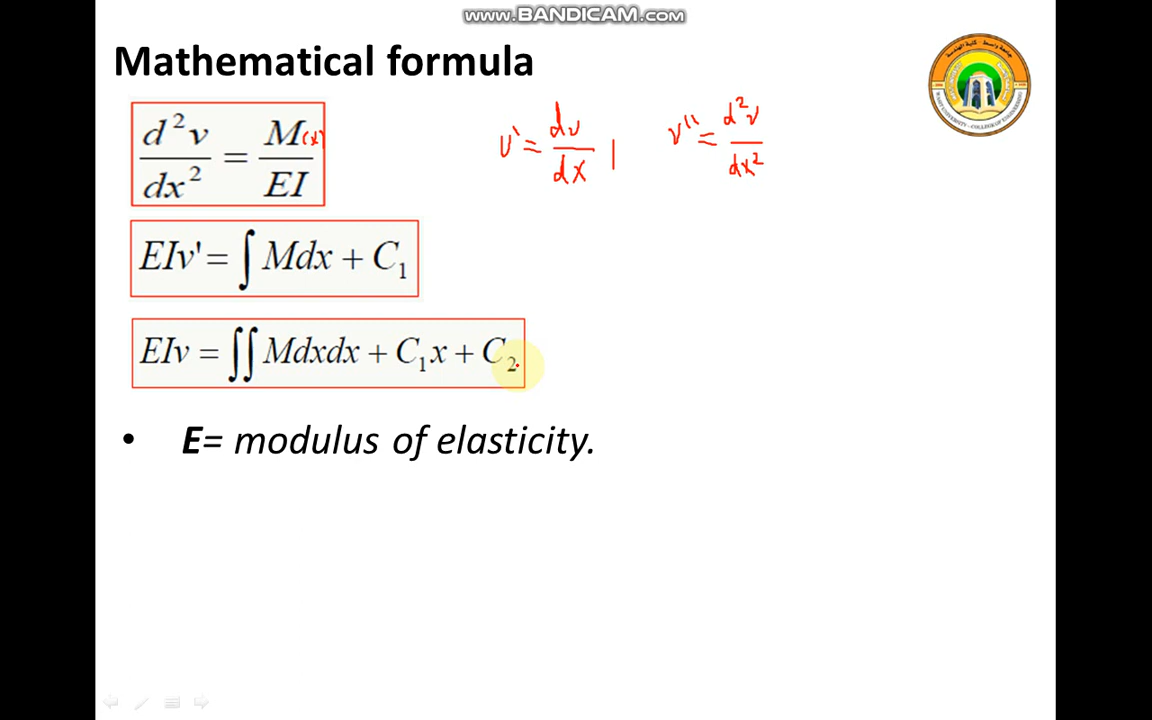 www.BANDICAM.com
Mathematical formula
d²v/dx² = M(x)/EI
v' = dv/dx | v'' = d²v/dx²
EIv' = ∫ Mdx + C₁
EIv = ∬ Mdxdx + C₁x + C₂
• E= modulus of elasticity.